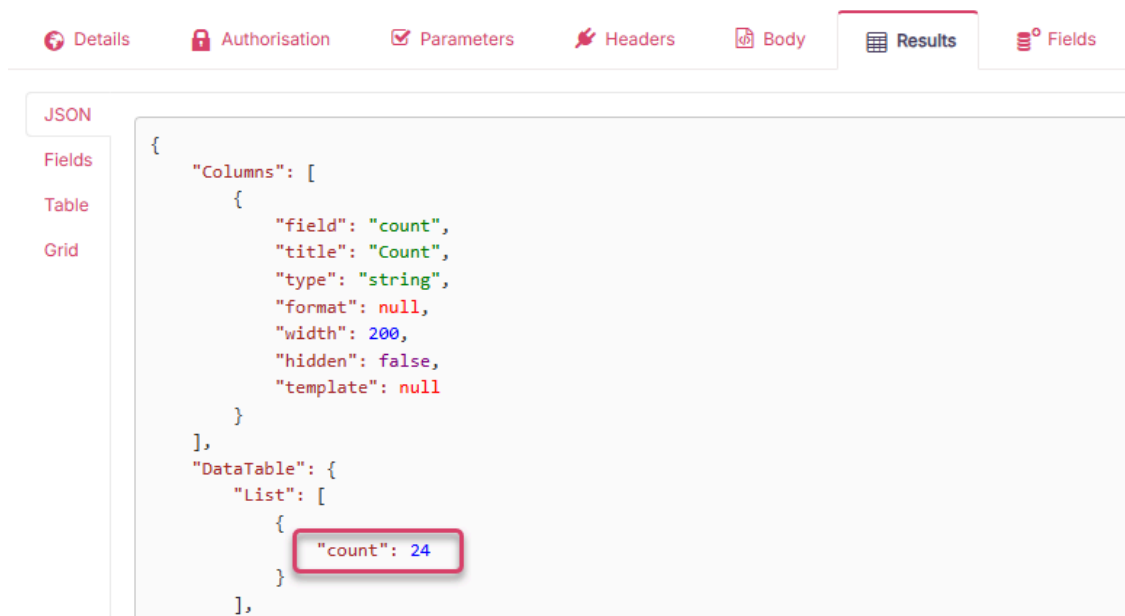 Details Authorisation Parameters Headers Body Results Fields
JSON
Fields
Table
Grid
{
"Columns": [
{
"field": "count",
"title": "Count",
"type": "string",
"format": null,
"width": 200,
"hidden": false,
"template": null
}
],
"DataTable": {
"List": [
{
"count": 24
}
],